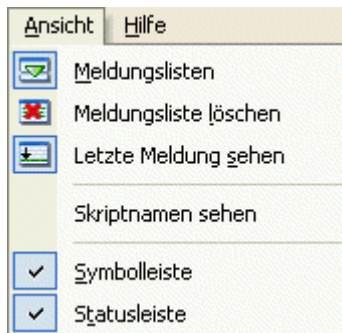 Ansicht Hilfe
Meldungslisten
Meldungsliste löschen
Letzte Meldung sehen
Skriptnamen sehen
Symbolleiste
Statusleiste